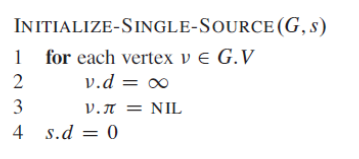 INITIALIZE-SINGLE-SOURCE(G, s)
1 for each vertex v ∈ G.V
2 v.d = ∞
3 v.π = NIL
4 s.d = 0